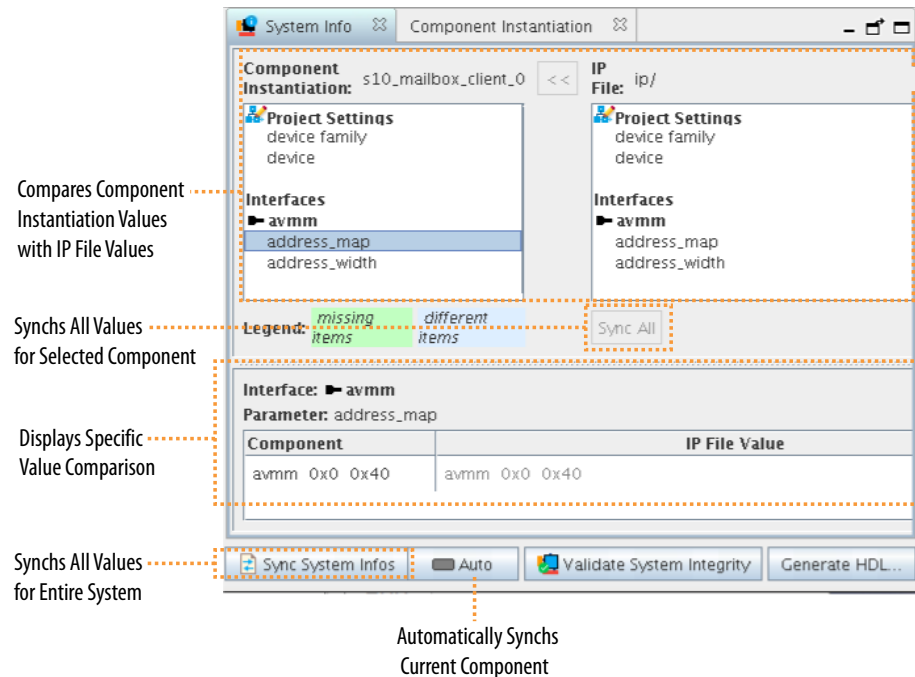 System Info
Component Instantiation
Component Instantiation: s10_mailbox_client_0
<<
IP File: ip/
Project Settings
device family
device
Interfaces
avmm
address_map
address_width
Project Settings
device family
device
Interfaces
avmm
address_map
address_width
Compares Component
Instantiation Values
with IP File Values
Legend:
missing items
different items
Sync All
Synchs All Values
for Selected Component
Interface: avmm
Parameter: address_map
Component
IP File Value
avmm 0x0 0x40
avmm 0x0 0x40
Displays Specific
Value Comparison
Synchs All Values
for Entire System
Sync System Infos
Auto
Validate System Integrity
Generate HDL...
Automatically Synchs
Current Component